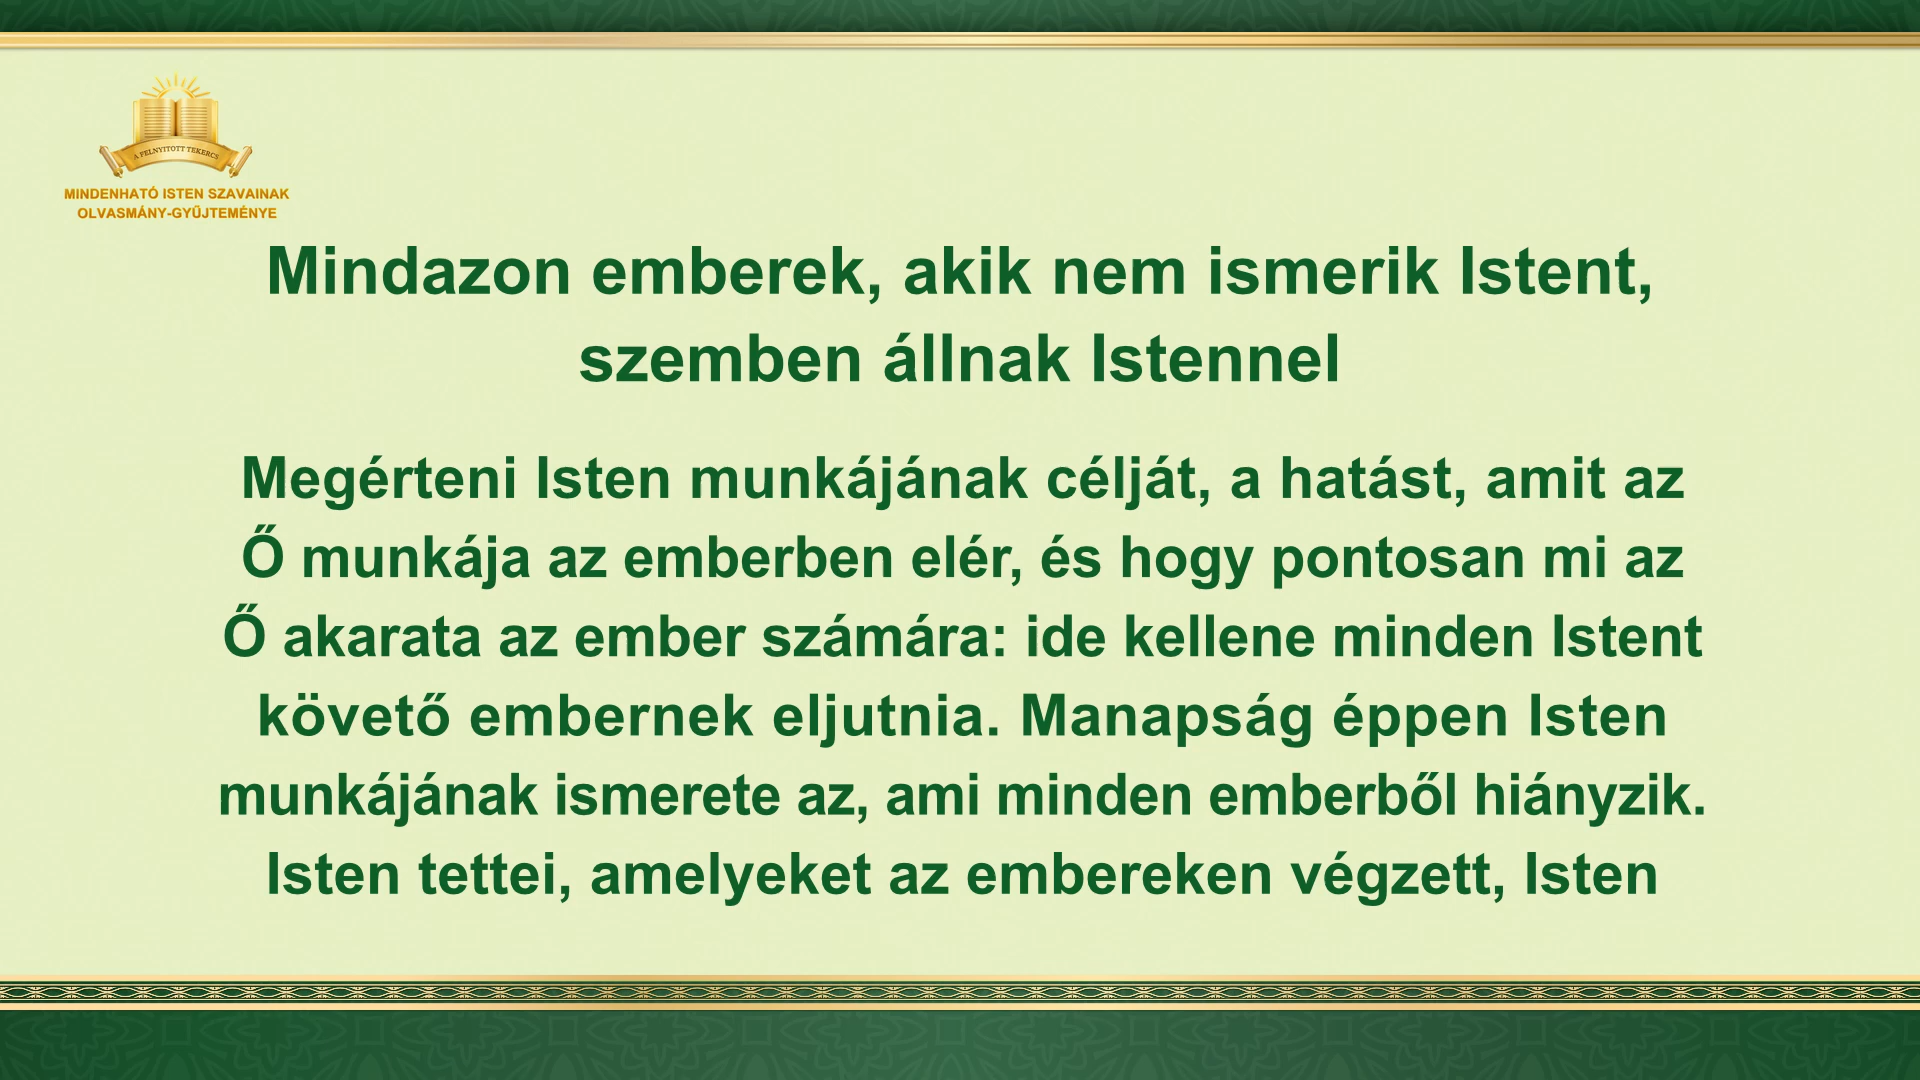 A FELNYITOTT TEKERCS
MINDENHATÓ ISTEN SZAVAINAK
OLVASMÁNY-GYŰJTEMÉNYE
Mindazon emberek, akik nem ismerik Istent,
szemben állnak Istennel
Megérteni Isten munkájának célját, a hatást, amit az
Ő munkája az emberben elér, és hogy pontosan mi az
Ő akarata az ember számára: ide kellene minden Istent
követő embernek eljutnia. Manapság éppen Isten
munkájának ismerete az, ami minden emberből hiányzik.
Isten tettei, amelyeket az embereken végzett, Isten